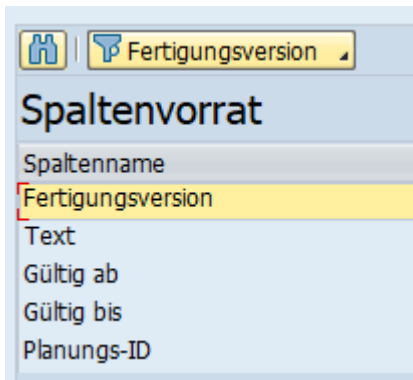 Fertigungsversion
Spaltenvorrat
Spaltenname
Fertigungsversion
Text
Gültig ab
Gültig bis
Planungs-ID